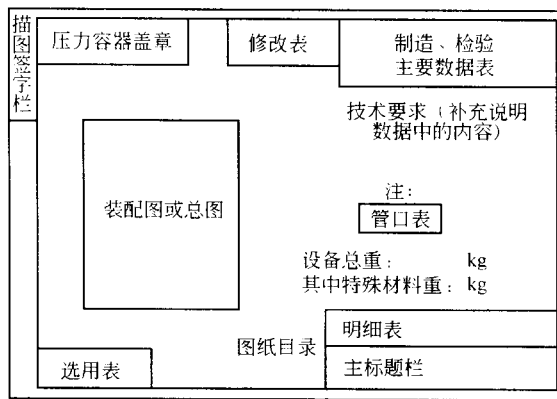 描图签字栏
压力容器盖章
修改表
制造、检验
主要数据表
技术要求（补充说明
数据中的内容）
装配图或总图
注：
管口表
设备总重： kg
其中特殊材料重： kg
图纸目录
明细表
选用表
主标题栏